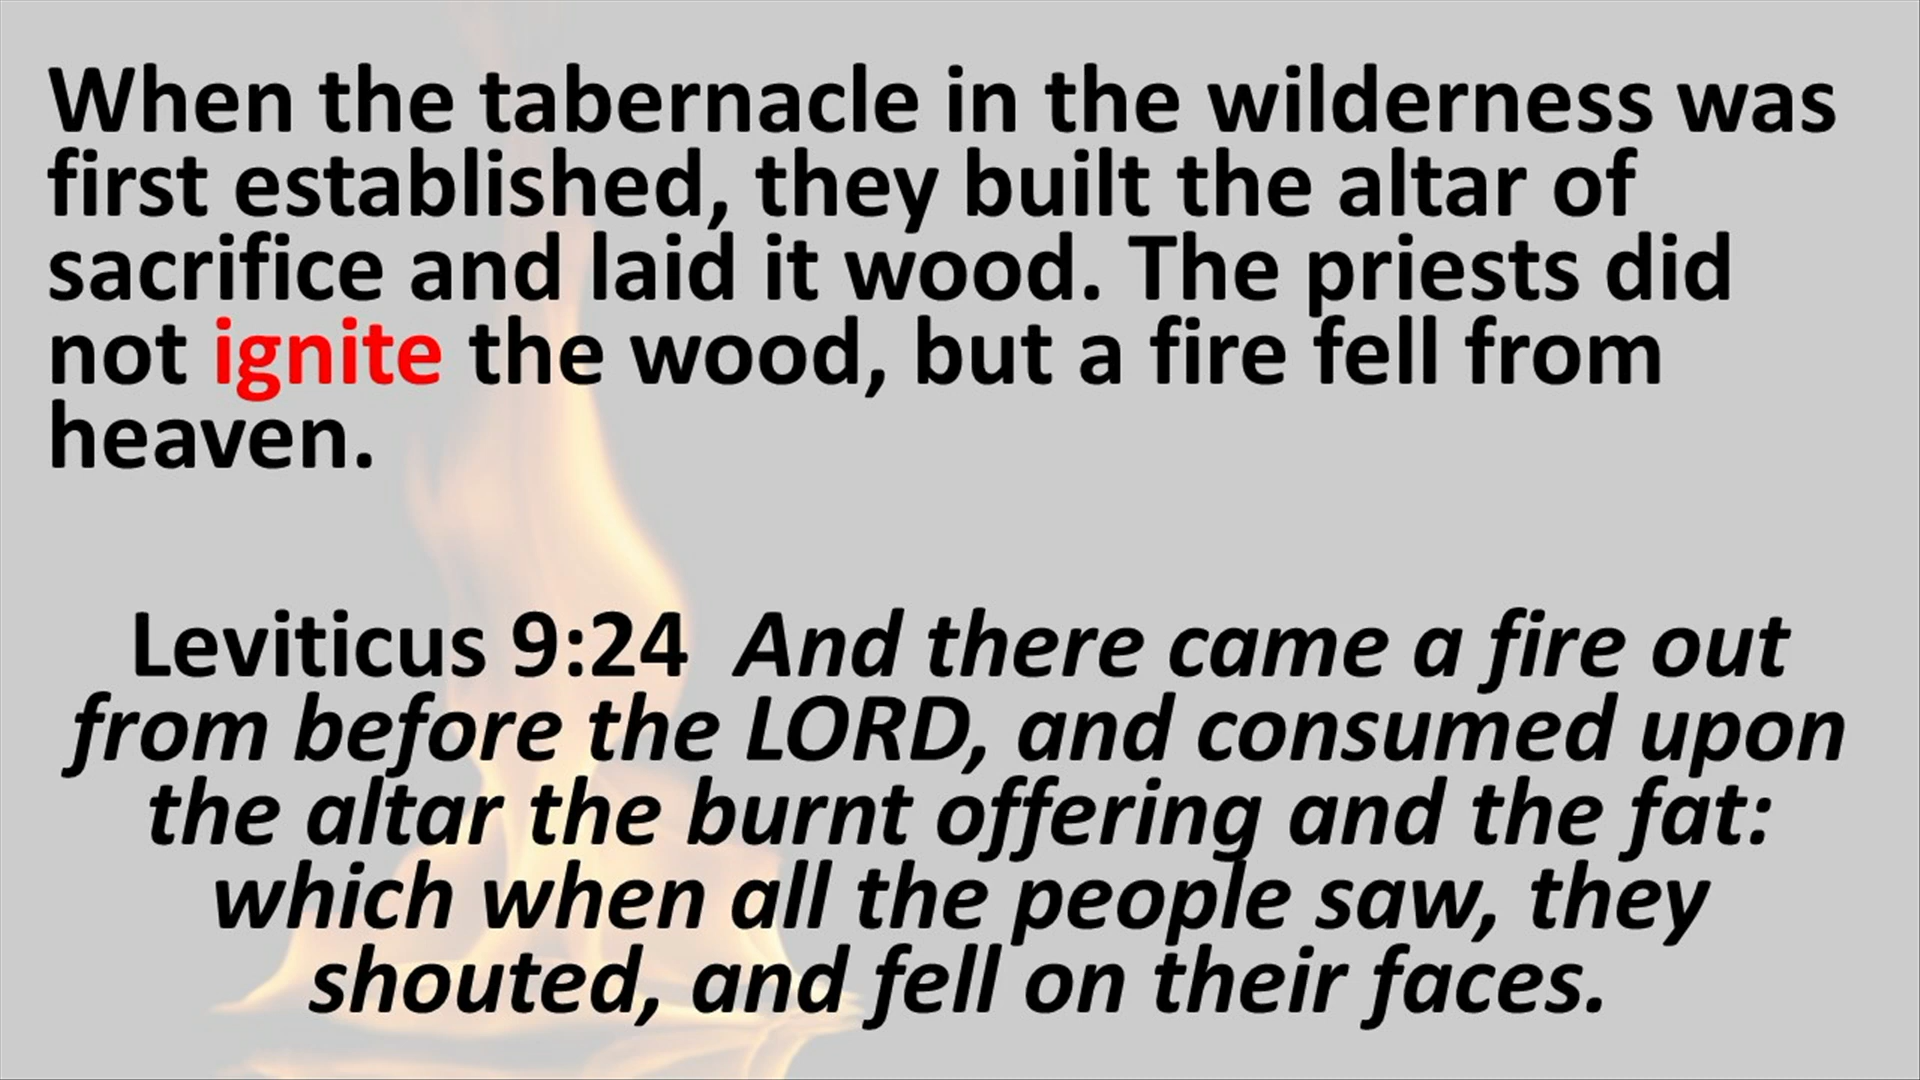 When the tabernacle in the wilderness was
first established, they built the altar of
sacrifice and laid it wood. The priests did
not ignite the wood, but a fire fell from
heaven.
Leviticus 9:24  And there came a fire out
from before the LORD, and consumed upon
the altar the burnt offering and the fat:
which when all the people saw, they
shouted, and fell on their faces.